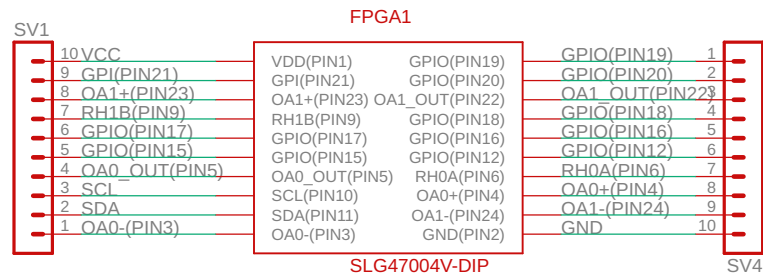 FPGA1
SV1
10 VCC VDD(PIN1) GPIO(PIN19) GPIO(PIN19) 1
9 GPI(PIN21) GPI(PIN21) GPIO(PIN20) GPIO(PIN20) 2
8 OA1+(PIN23) OA1+(PIN23) OA1_OUT(PIN22) OA1_OUT(PIN22) 3
7 RH1B(PIN9) RH1B(PIN9) GPIO(PIN18) GPIO(PIN18) 4
6 GPIO(PIN17) GPIO(PIN17) GPIO(PIN16) GPIO(PIN16) 5
5 GPIO(PIN15) GPIO(PIN15) GPIO(PIN12) GPIO(PIN12) 6
4 OA0_OUT(PIN5) OA0_OUT(PIN5) RH0A(PIN6) RH0A(PIN6) 7
3 SCL SCL(PIN10) OA0+(PIN4) OA0+(PIN4) 8
2 SDA SDA(PIN11) OA1-(PIN24) OA1-(PIN24) 9
1 OA0-(PIN3) OA0-(PIN3) GND(PIN2) GND 10
SLG47004V-DIP SV4